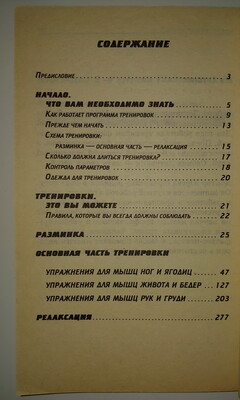 СОДЕРЖАНИЕ
Предисловие 3
НАЧАЛО.
ЧТО ВАМ НЕОБХОДИМО ЗНАТЬ 5
Как работает программа тренировок 9
Прежде чем начать 13
Схема тренировки:
разминка — основная часть — релаксация 15
Сколько должна длиться тренировка? 17
Контроль параметров 18
Одежда для тренировок 20
ТРЕНИРОВКИ.
ЭТО ВЫ МОЖЕТЕ 21
Правила, которые вы всегда должны соблюдать 22
РАЗМИНКА 25
ОСНОВНАЯ ЧАСТЬ ТРЕНИРОВКИ
УПРАЖНЕНИЯ ДЛЯ МЫШЦ НОГ И ЯГОДИЦ 47
УПРАЖНЕНИЯ ДЛЯ МЫШЦ ЖИВОТА И БЕДЕР 127
УПРАЖНЕНИЯ ДЛЯ МЫШЦ РУК И ГРУДИ 203
РЕЛАКСАЦИЯ 277